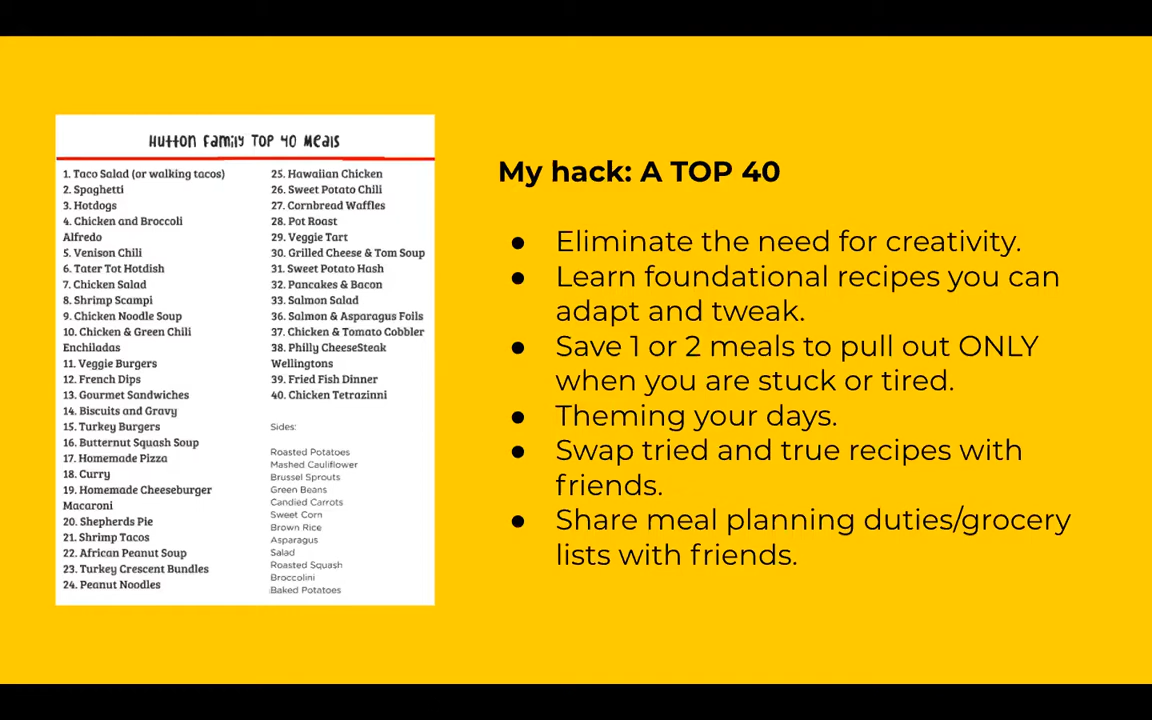 Hutton Family Top 40 Meals
1. Taco Salad (or walking tacos)
2. Spaghetti
3. Hotdogs
4. Chicken and Broccoli
Alfredo
5. Venison Chili
6. Tater Tot Hotdish
7. Chicken Salad
8. Shrimp Scampi
9. Chicken Noodle Soup
10. Chicken & Green Chili
Enchiladas
11. Veggie Burgers
12. French Dips
13. Gourmet Sandwiches
14. Biscuits and Gravy
15. Turkey Burgers
16. Butternut Squash Soup
17. Homemade Pizza
18. Curry
19. Homemade Cheeseburger
Macaroni
20. Shepherds Pie
21. Shrimp Tacos
22. African Peanut Soup
23. Turkey Crescent Bundles
24. Peanut Noodles
25. Hawaiian Chicken
26. Sweet Potato Chili
27. Cornbread Waffles
28. Pot Roast
29. Veggie Tart
30. Grilled Cheese & Tom Soup
31. Sweet Potato Hash
32. Pancakes & Bacon
33. Salmon Salad
36. Salmon & Asparagus Foils
37. Chicken & Tomato Cobbler
38. Philly CheeseSteak
Wellingtons
39. Fried Fish Dinner
40. Chicken Tetrazinni
Sides:
Roasted Potatoes
Mashed Cauliflower
Brussel Sprouts
Green Beans
Candied Carrots
Sweet Corn
Brown Rice
Asparagus
Salad
Roasted Squash
Broccolini
Baked Potatoes
My hack: A TOP 40
● Eliminate the need for creativity.
● Learn foundational recipes you can
adapt and tweak.
● Save 1 or 2 meals to pull out ONLY
when you are stuck or tired.
● Theming your days.
● Swap tried and true recipes with
friends.
● Share meal planning duties/grocery
lists with friends.